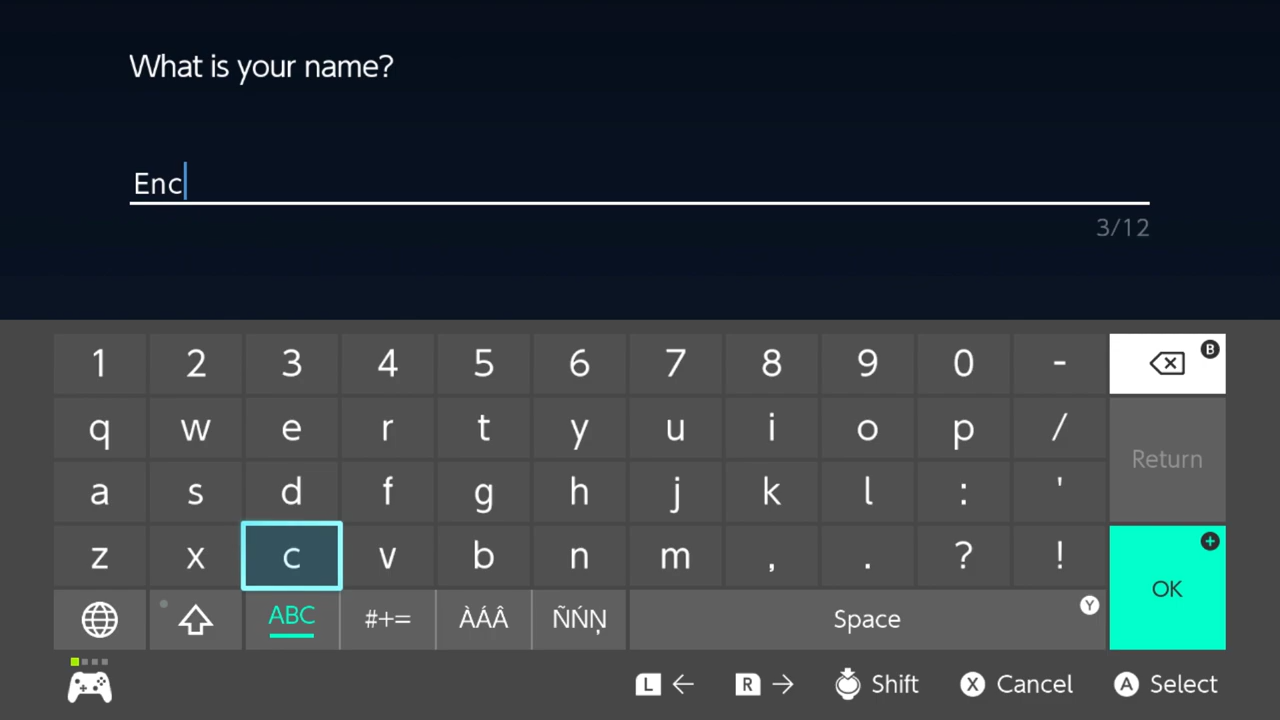 What is your name?
Enc
3/12
1 2 3 4 5 6 7 8 9 0 - B
q w e r t y u i o p /
a s d f g h j k l : ' Return
z x c v b n m , . ? ! + OK
ABC #+= ÀÁÂ ÑŃŅ Space Y
L ← R → Shift X Cancel A Select